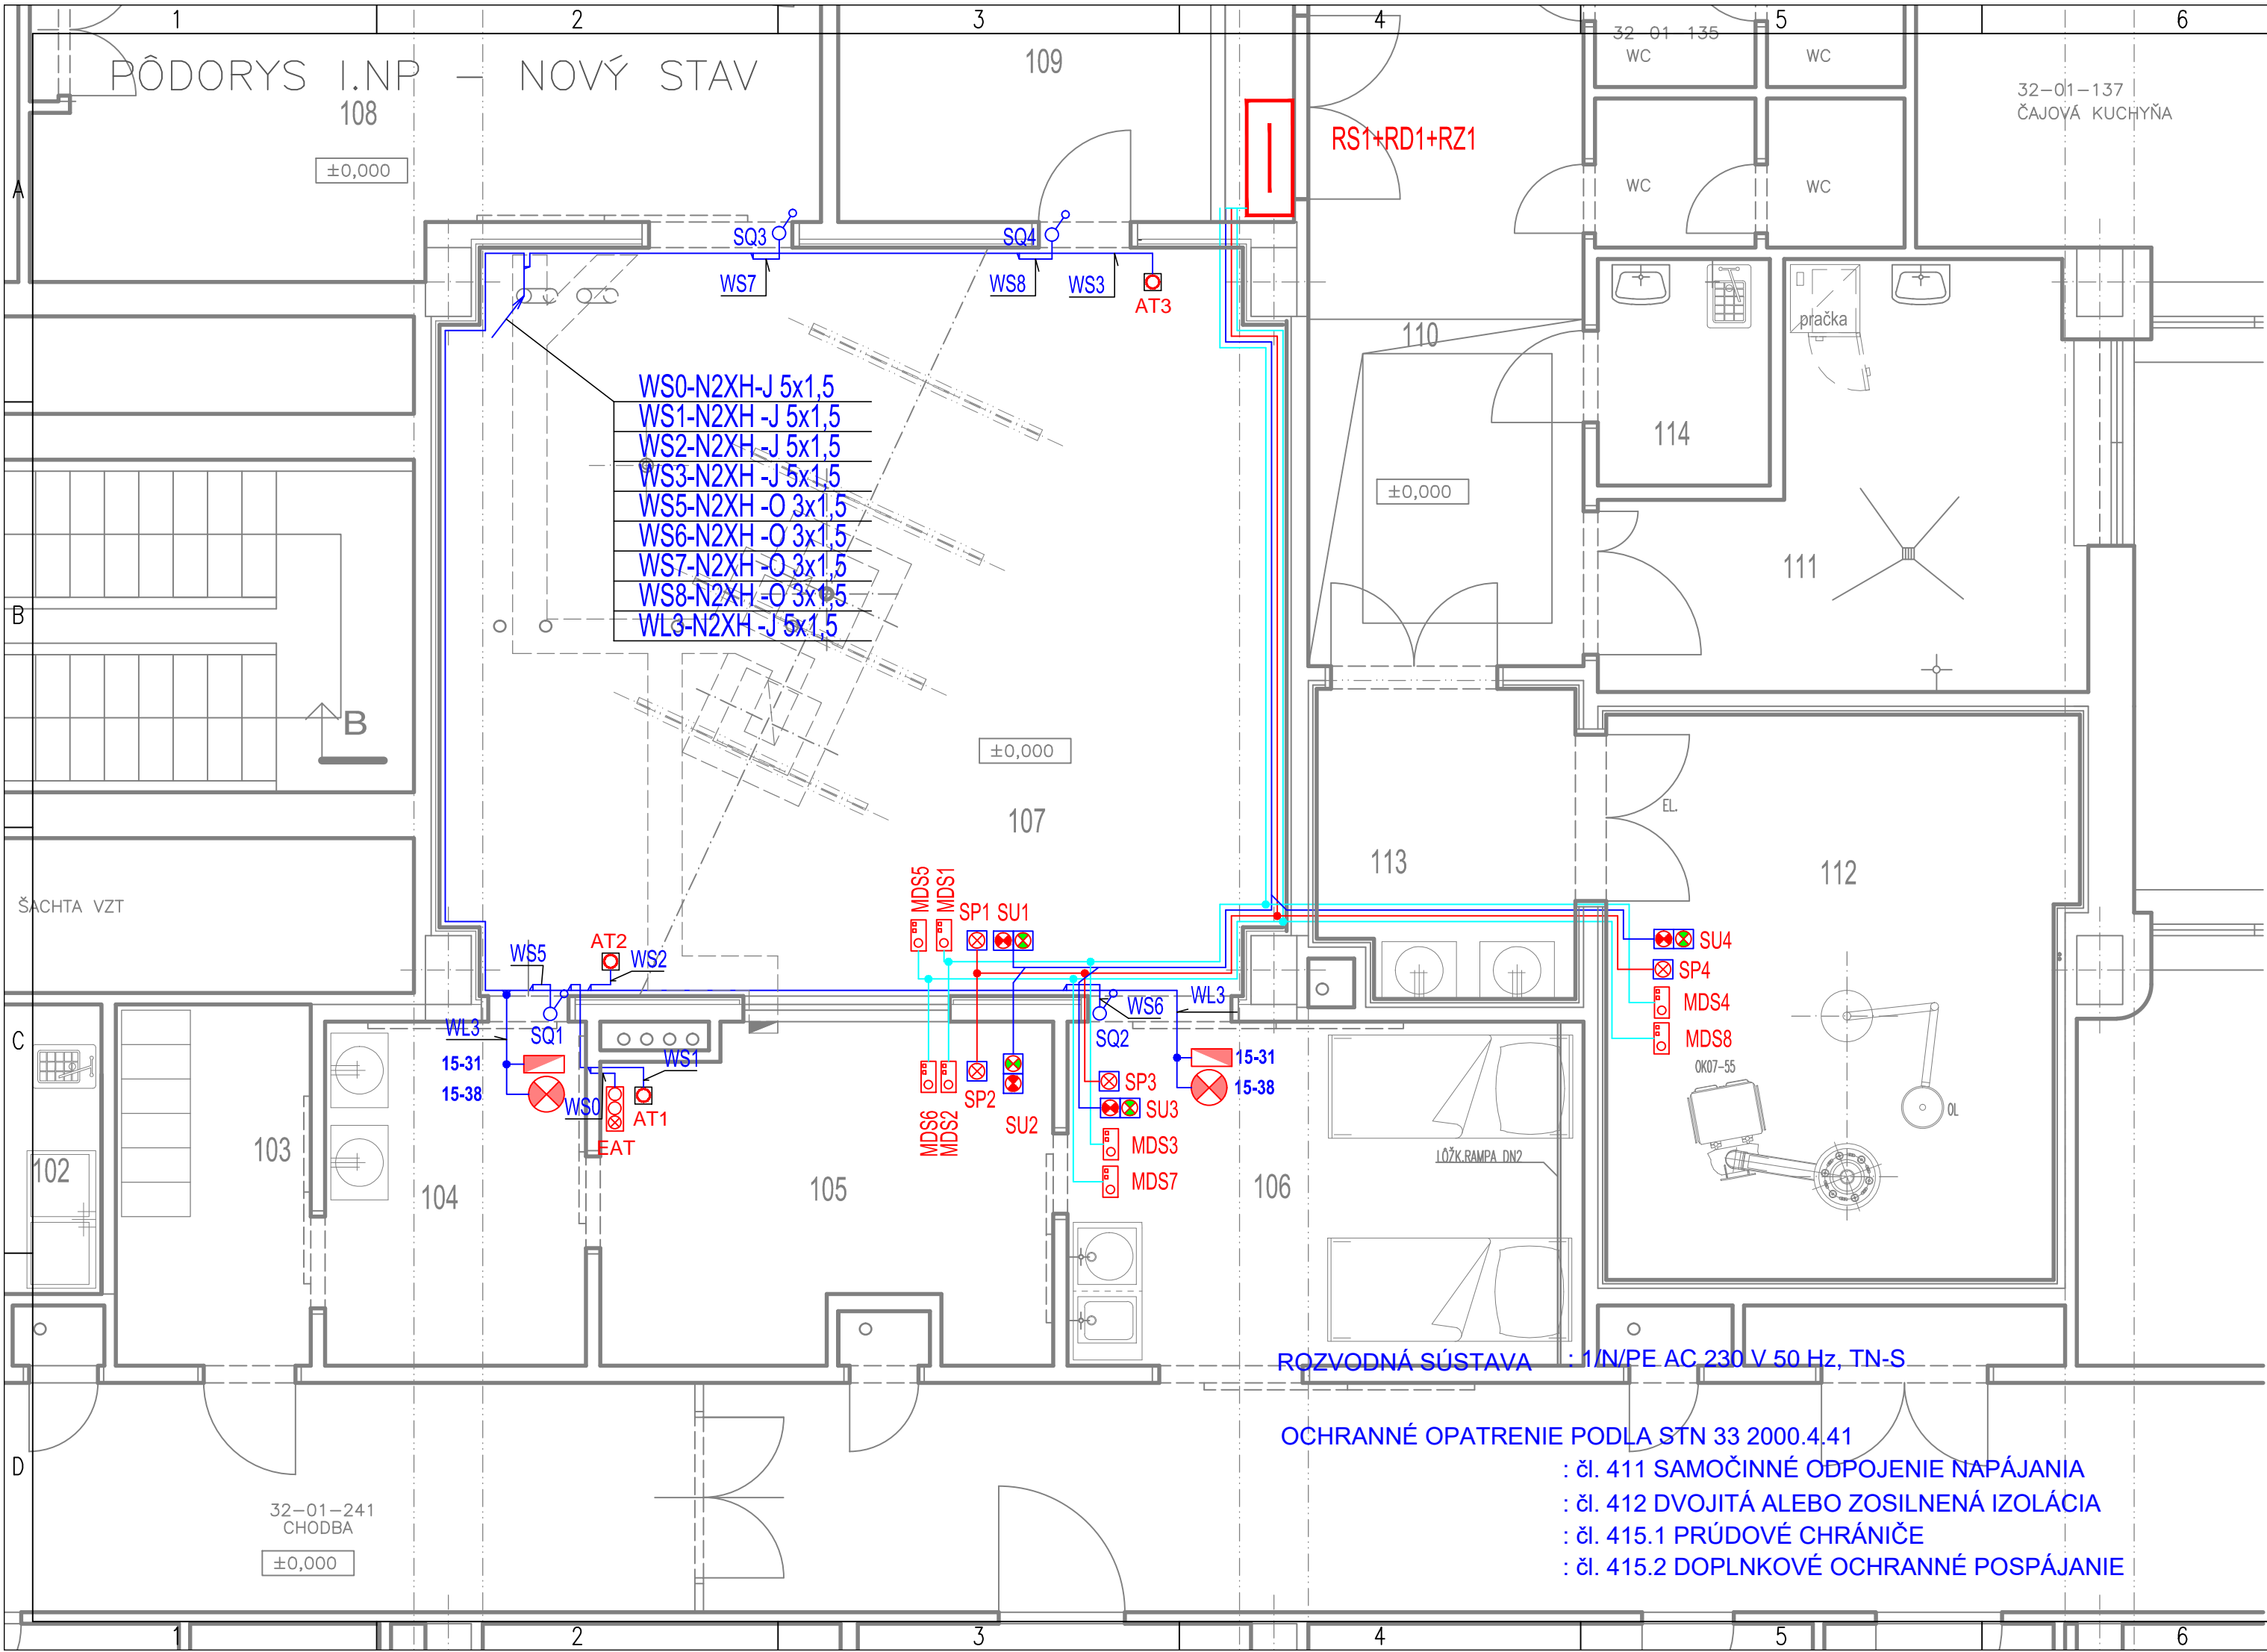 1 2 3 4 5 6
PÔDORYS I.NP – NOVÝ STAV
108
±0,000
109
RS1+RD1+RZ1
32-01-135
WC
WC
WC
WC
32-01-137
ČAJOVÁ KUCHYŇA
A
SQ3
WS7
SQ4
WS8
WS3
AT3
110
±0,000
114
pračka
111
WS0-N2XH-J 5x1,5
WS1-N2XH -J 5x1,5
WS2-N2XH -J 5x1,5
WS3-N2XH -J 5x1,5
WS5-N2XH -O 3x1,5
WS6-N2XH -O 3x1,5
WS7-N2XH -O 3x1,5
WS8-N2XH -O 3x1,5
WL3-N2XH -J 5x1,5
B
B
±0,000
107
EL.
113
112
ŠACHTA VZT
MDS5
MDS1
SP1
SU1
AT2
WS5
WS2
SU4
SP4
MDS4
MDS8
OK07-55
OL
C
WL3
SQ1
WS6
WL3
SQ2
15-31
15-38
WS1
WS0
AT1
EAT
MDS6
MDS2
SP2
SU2
SP3
SU3
MDS3
MDS7
15-31
15-38
LÔŽK.RAMPA DN2
102
103
104
105
106
ROZVODNÁ SÚSTAVA : 1/N/PE AC 230 V 50 Hz, TN-S
OCHRANNÉ OPATRENIE PODLA STN 33 2000.4.41
: čl. 411 SAMOČINNÉ ODPOJENIE NAPÁJANIA
: čl. 412 DVOJITÁ ALEBO ZOSILNENÁ IZOLÁCIA
: čl. 415.1 PRÚDOVÉ CHRÁNIČE
: čl. 415.2 DOPLNKOVÉ OCHRANNÉ POSPÁJANIE
D
32-01-241
CHODBA
±0,000
1 2 3 4 5 6